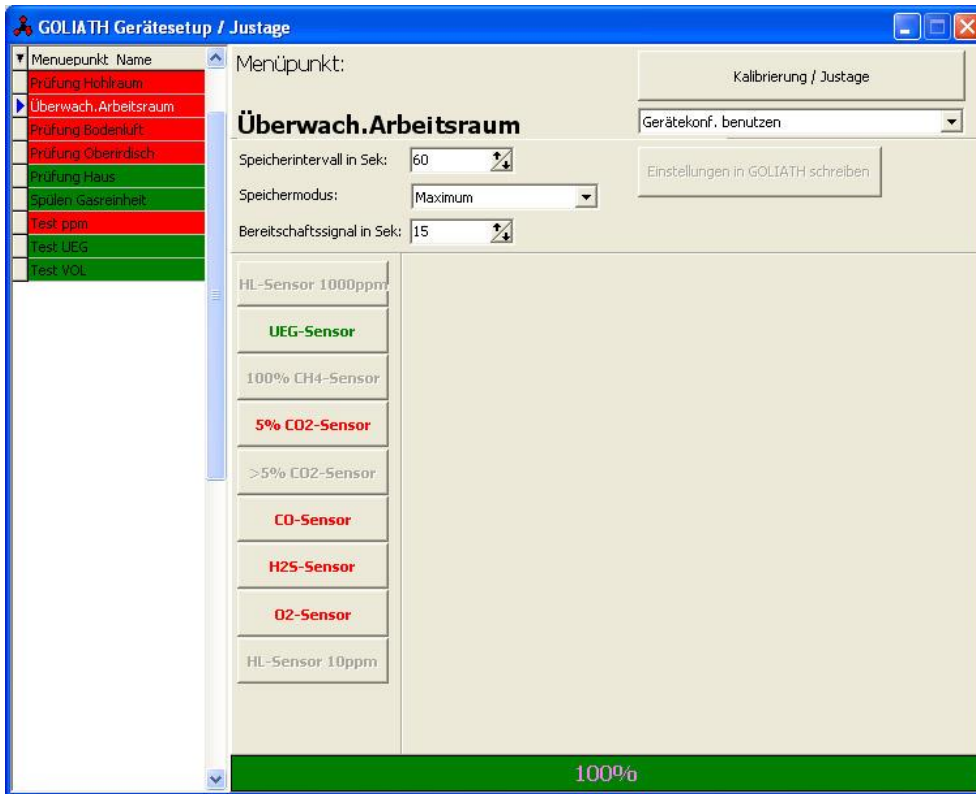 GOLIATH Gerätesetup / Justage
Menuepunkt Name
Prüfung Hohlraum
Überwach.Arbeitsraum
Prüfung Bodenluft
Prüfung Oberirdisch
Prüfung Haus
Spülen Gasreinheit
Test ppm
Test UEG
Test VOL
Menüpunkt:
Überwach.Arbeitsraum
Kalibrierung / Justage
Gerätekonf. benutzen
Einstellungen in GOLIATH schreiben
Speicherintervall in Sek: 60
Speichermodus: Maximum
Bereitschaftssignal in Sek: 15
HL-Sensor 1000ppm
UEG-Sensor
100% CH4-Sensor
5% CO2-Sensor
>5% CO2-Sensor
CO-Sensor
H2S-Sensor
O2-Sensor
HL-Sensor 10ppm
100%